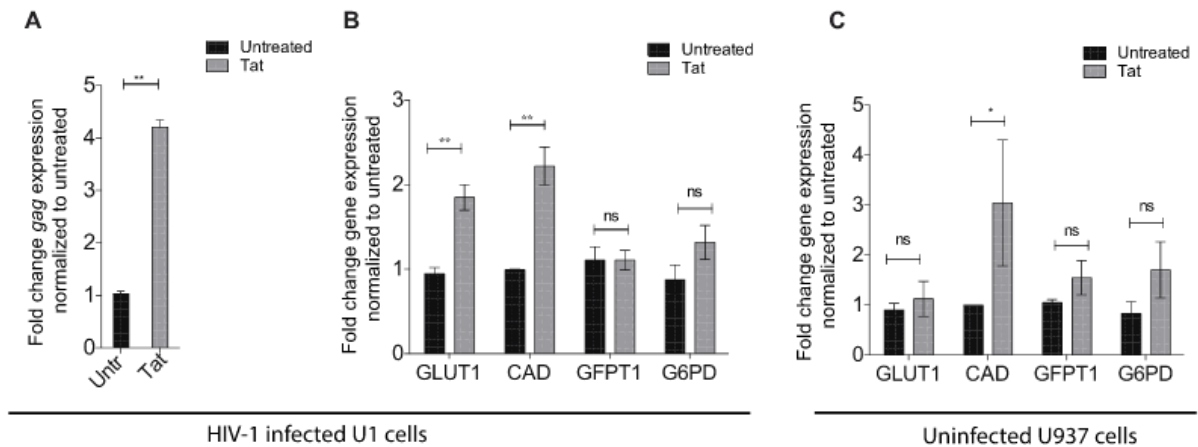 A
Untreated
Tat
**
Fold change gag expression
normalized to untreated
5
4
3
2
1
0
Untr
Tat
B
Untreated
Tat
**
**
ns
ns
Fold change gene expression
normalized to untreated
3
2
1
0
GLUT1 CAD GFPT1 G6PD
HIV-1 infected U1 cells
C
Untreated
Tat
ns
*
ns
ns
Fold change gene expression
normalized to untreated
5
4
3
2
1
0
GLUT1 CAD GFPT1 G6PD
Uninfected U937 cells